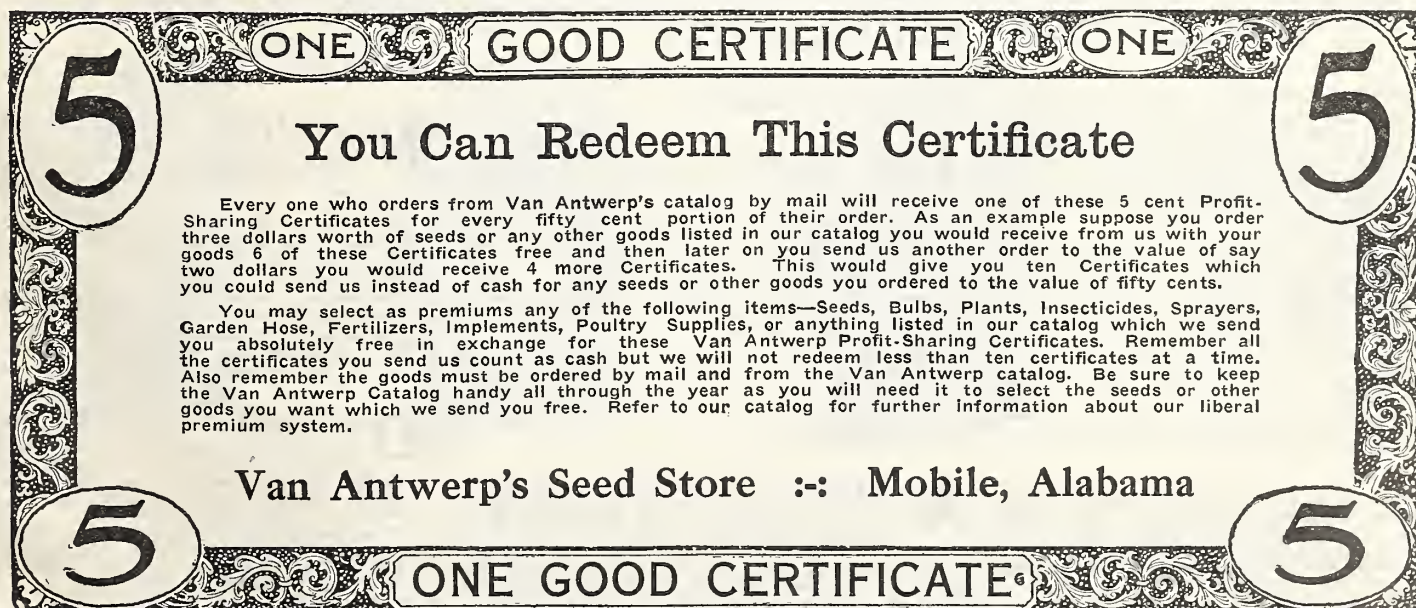 5 ONE GOOD CERTIFICATE ONE 5
You Can Redeem This Certificate
Every one who orders from Van Antwerp's catalog by mail will receive one of these 5 cent Profit-
Sharing Certificates for every fifty cent portion of their order. As an example suppose you order
three dollars worth of seeds or any other goods listed in our catalog you would receive from us with your
goods 6 of these Certificates free and then later on you send us another order to the value of say
two dollars you would receive 4 more Certificates. This would give you ten Certificates which
you could send us instead of cash for any seeds or other goods you ordered to the value of fifty cents.
You may select as premiums any of the following items—Seeds, Bulbs, Plants, Insecticides, Sprayers,
Garden Hose, Fertilizers, Implements, Poultry Supplies, or anything listed in our catalog which we send
you absolutely free in exchange for these Van Antwerp Profit-Sharing Certificates. Remember all
the certificates you send us count as cash but we will not redeem less than ten certificates at a time.
Also remember the goods must be ordered by mail and from the Van Antwerp catalog. Be sure to keep
the Van Antwerp Catalog handy all through the year as you will need it to select the seeds or other
goods you want which we send you free. Refer to our catalog for further information about our liberal
premium system.
Van Antwerp's Seed Store :-: Mobile, Alabama
5 ONE GOOD CERTIFICATE G 5